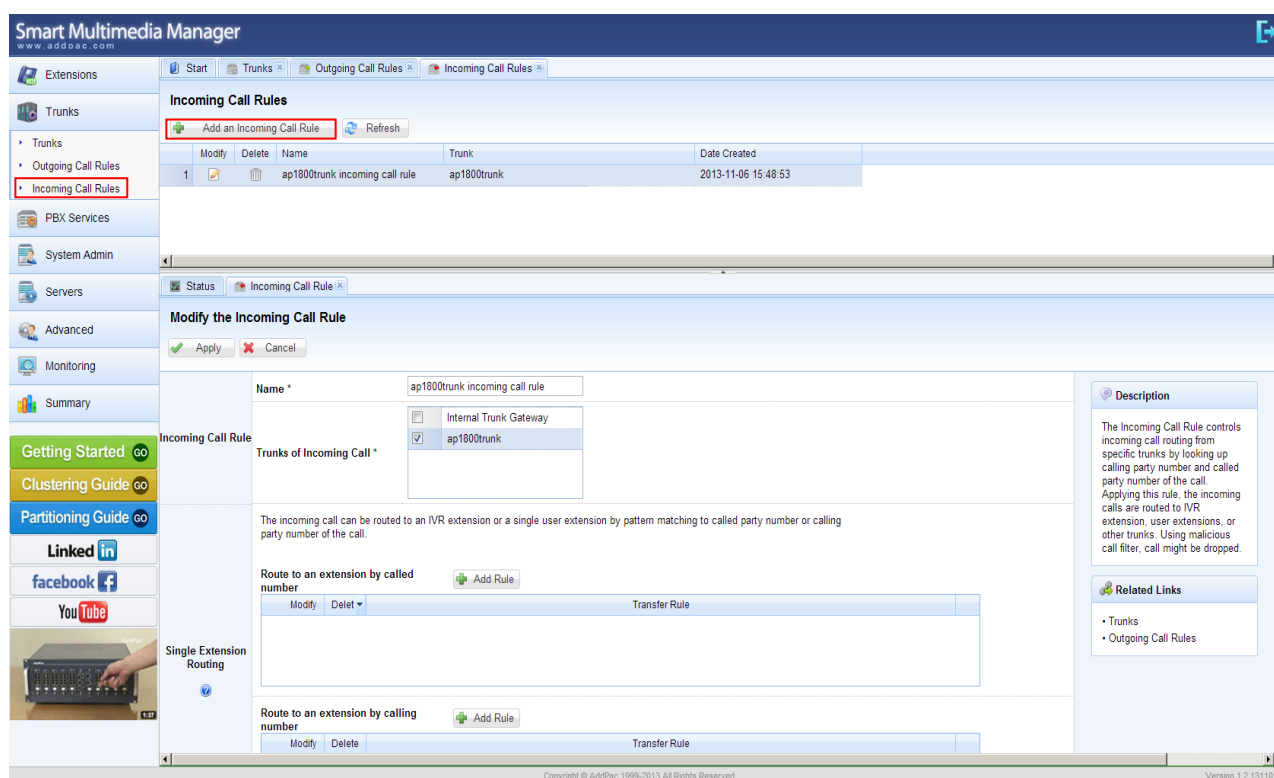 Smart Multimedia Manager
www.addpac.com
Extensions
Trunks
Trunks
Outgoing Call Rules
Incoming Call Rules
PBX Services
System Admin
Servers
Advanced
Monitoring
Summary
Getting Started GO
Clustering Guide GO
Partitioning Guide GO
Linked in
facebook f
You Tube
1:37
Start
Trunks
Outgoing Call Rules
Incoming Call Rules
Incoming Call Rules
Add an Incoming Call Rule
Refresh
Modify Delete Name Trunk Date Created
1 ap1800trunk incoming call rule ap1800trunk 2013-11-06 15:48:53
Status
Incoming Call Rule
Modify the Incoming Call Rule
Apply
Cancel
Incoming Call Rule
Name *
ap1800trunk incoming call rule
Trunks of Incoming Call *
Internal Trunk Gateway
ap1800trunk
Single Extension
Routing
The incoming call can be routed to an IVR extension or a single user extension by pattern matching to called party number or calling
party number of the call.
Route to an extension by called
number
Add Rule
Modify Delet Transfer Rule
Route to an extension by calling
number
Add Rule
Modify Delete Transfer Rule
Description
The Incoming Call Rule controls
incoming call routing from
specific trunks by looking up
calling party number and called
party number of the call.
Applying this rule, the incoming
calls are routed to IVR
extension, user extensions, or
other trunks. Using malicious
call filter, call might be dropped.
Related Links
• Trunks
• Outgoing Call Rules
Copyright © AddPac 1999-2013 All Rights Reserved.